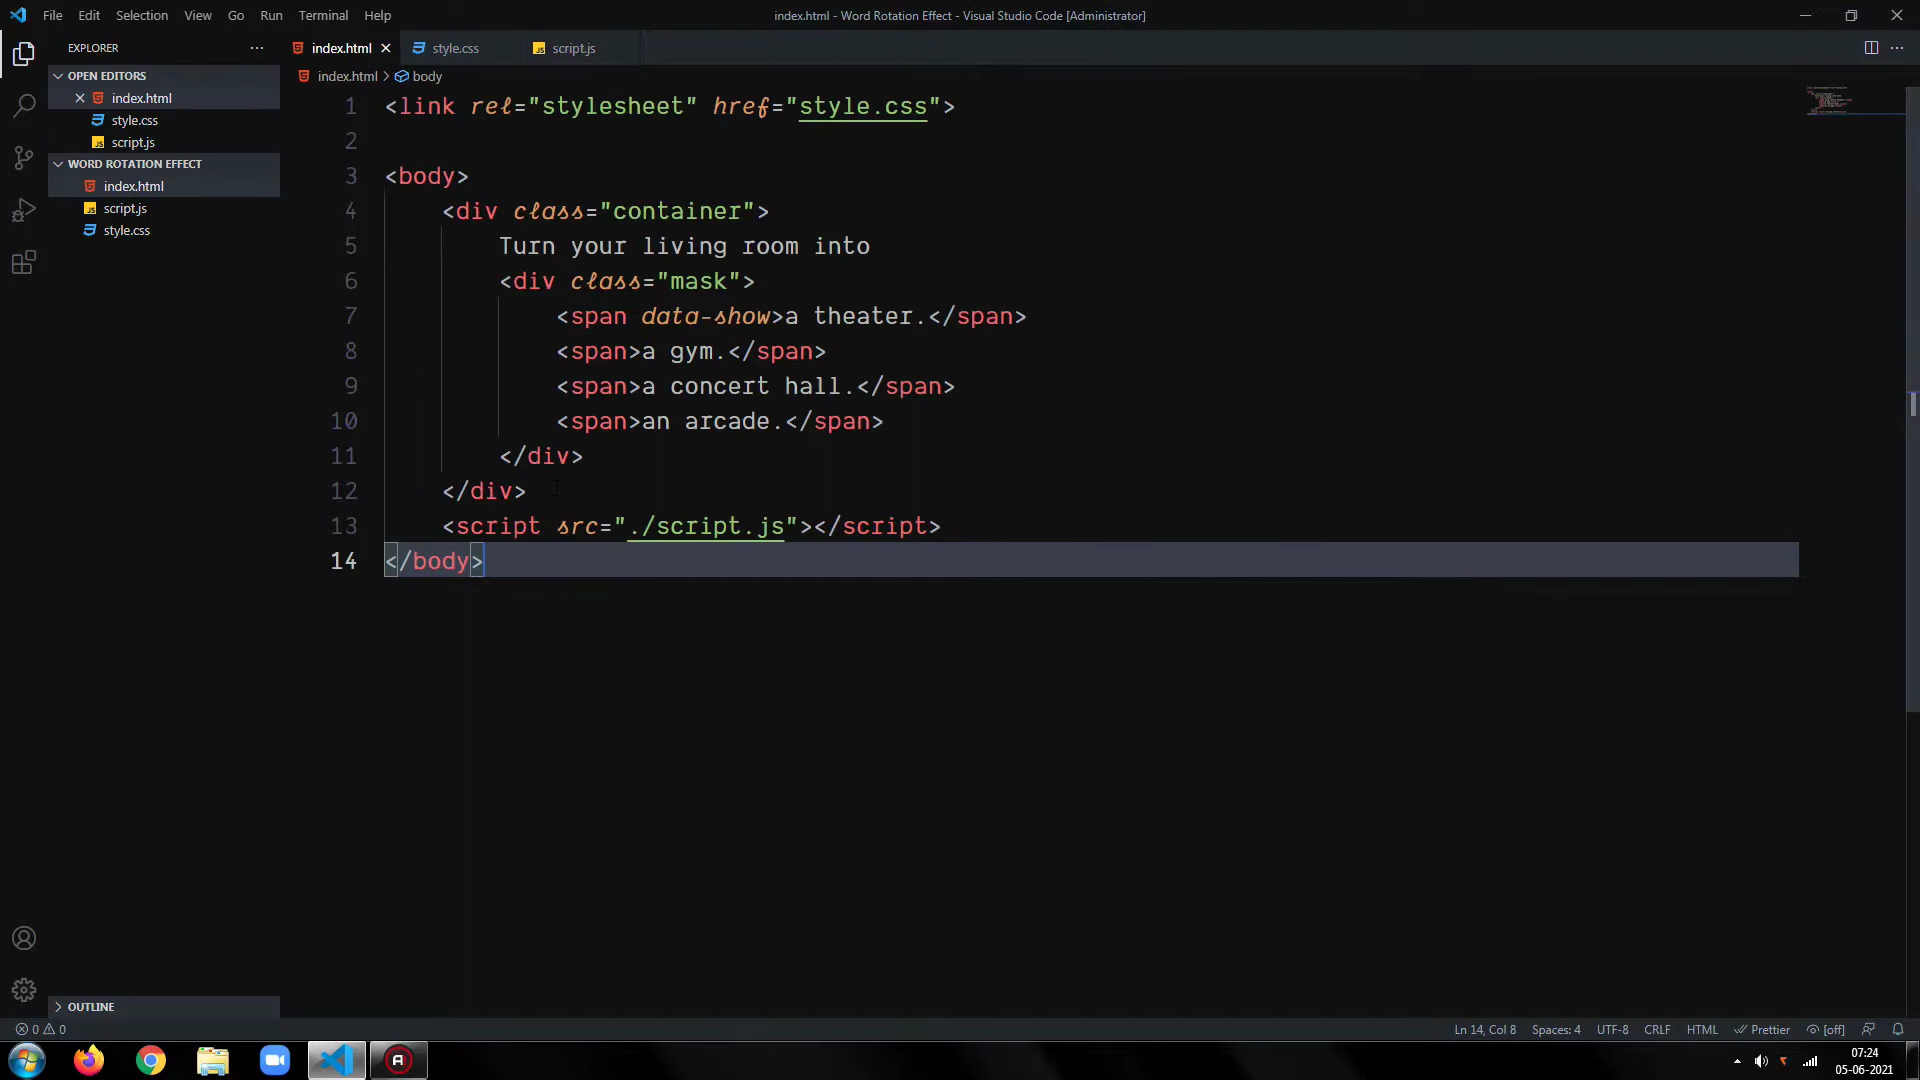 File Edit Selection View Go Run Terminal Help
index.html - Word Rotation Effect - Visual Studio Code [Administrator]
EXPLORER
index.html
style.css
script.js
OPEN EDITORS
index.html
style.css
script.js
WORD ROTATION EFFECT
index.html
script.js
style.css
index.html > body
1 <link rel="stylesheet" href="style.css">
2
3 <body>
4 <div class="container">
5 Turn your living room into
6 <div class="mask">
7 <span data-show>a theater.</span>
8 <span>a gym.</span>
9 <span>a concert hall.</span>
10 <span>an arcade.</span>
11 </div>
12 </div>
13 <script src="./script.js"></script>
14 </body>
OUTLINE
0 0
Ln 14, Col 8 Spaces: 4 UTF-8 CRLF HTML Prettier [off]
07:24
05-06-2021